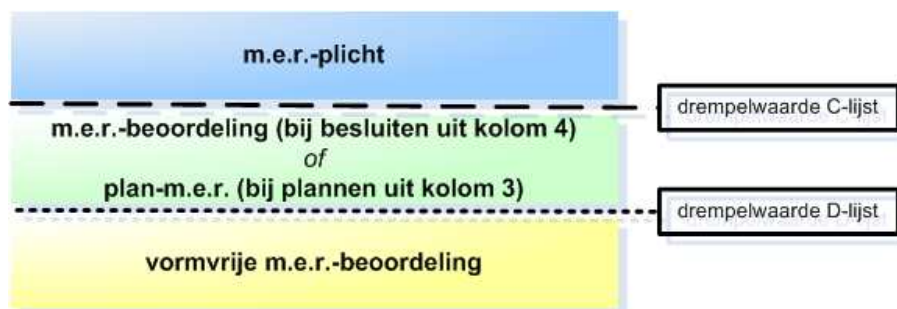 m.e.r.-plicht
drempelwaarde C-lijst
m.e.r.-beoordeling (bij besluiten uit kolom 4)
of
plan-m.e.r. (bij plannen uit kolom 3)
drempelwaarde D-lijst
vormvrije m.e.r.-beoordeling